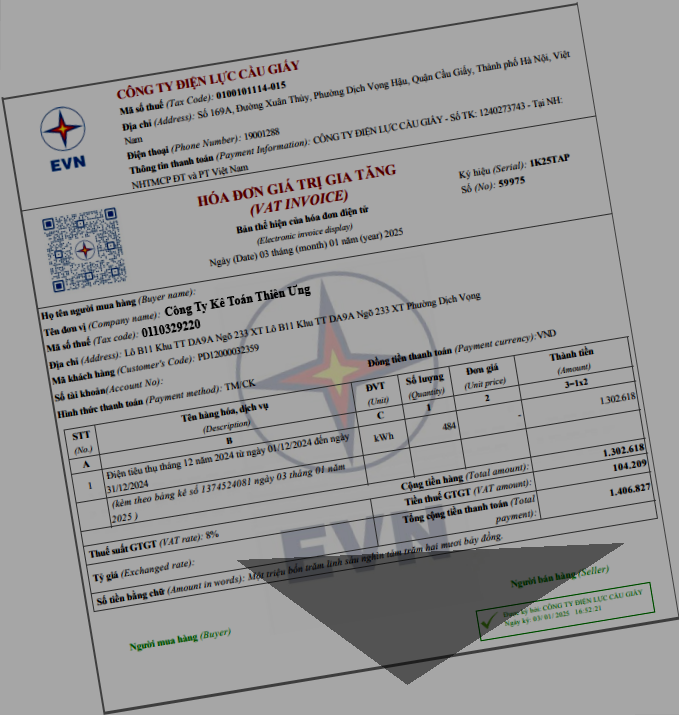 CÔNG TY ĐIỆN LỰC CẦU GIẤY
Mã số thuế (Tax Code): 0100101114-015
Địa chỉ (Address): Số 169A, Đường Xuân Thủy, Phường Dịch Vọng Hậu, Quận Cầu Giấy, Thành phố Hà Nội, Việt
Nam
Điện thoại (Phone Number): 19001288
Thông tin thanh toán (Payment Information): CÔNG TY ĐIỆN LỰC CẦU GIẤY - Số TK: 1240273743 - Tại NH:
NHTMCP ĐT và PT Việt Nam
EVN
HÓA ĐƠN GIÁ TRỊ GIA TĂNG
(VAT INVOICE)
Bản thể hiện của hóa đơn điện tử
(Electronic invoice display)
Ngày (Date) 03 tháng (month) 01 năm (year) 2025
Ký hiệu (Serial): 1K25TAP
Số (No): 59975
Họ tên người mua hàng (Buyer name):
Tên đơn vị (Company name): Công Ty Kê Toán Thiên Ưng
Mã số thuế (Tax code): 0110329220
Địa chỉ (Address): Lô B11 Khu TT DA9A Ngõ 233 XT Lô B11 Khu TT DA9A Ngõ 233 XT Phường Dịch Vọng
Mã khách hàng (Customer's Code): PD12000032359
Số tài khoản(Account No):
Hình thức thanh toán (Payment method): TM/CK
Đồng tiền thanh toán (Payment currency):VND
STT (No.) Tên hàng hóa, dịch vụ (Description) ĐVT (Unit) Số lượng (Quantity) Đơn giá (Unit price) Thành tiền (Amount)
A B C 1 2 3=1x2
1 Điện tiêu thụ tháng 12 năm 2024 từ ngày 01/12/2024 đến ngày 31/12/2024 kWh 484 - 1.302.618
(kèm theo bảng kê số 1374524081 ngày 03 tháng 01 năm
2025 )
Cộng tiền hàng (Total amount): 1.302.618
Thuế suất GTGT (VAT rate): 8% Tiền thuế GTGT (VAT amount): 104.209
Tỷ giá (Exchanged rate): Tổng cộng tiền thanh toán (Total payment): 1.406.827
Số tiền bằng chữ (Amount in words): Một triệu bốn trăm linh sáu nghìn tám trăm hai mươi bảy đồng.
EVN
Người mua hàng (Buyer)
Người bán hàng (Seller)
Được ký bởi: CÔNG TY ĐIỆN LỰC CẦU GIẤY
Ngày ký: 03/01/2025 16:52:21